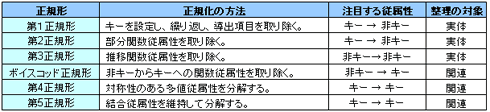 正規形 正規化の方法 注目する従属性 整理の対象
第1正規形 キーを設定し、繰り返し、導出項目を取り除く。 キー → 非キー 実体
第2正規形 部分関数従属性を取り除く。 キー → 非キー 実体
第3正規形 推移関数従属性を取り除く。 非キー→ 非キー 実体
ボイスコッド正規形 非キーからキーへの関数従属性を取り除く。 非キー → キー 関連
第4正規形 対称性のある多値従属性を分解する。 キー → キー 関連
第5正規形 結合従属性を維持して分解する。 キー → キー 関連